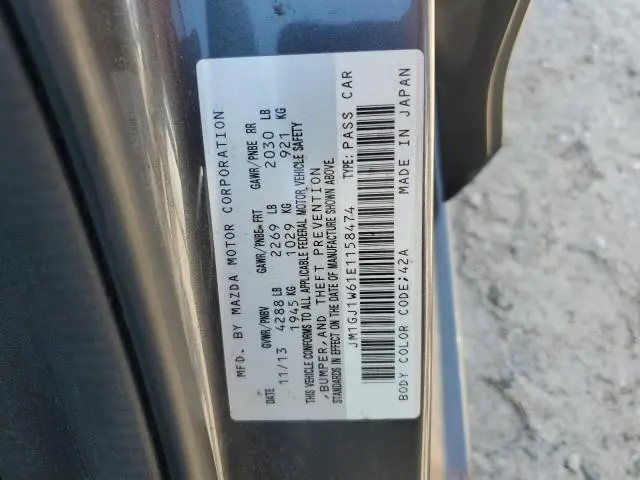 MFD. BY MAZDA MOTOR CORPORATION
DATE GVWR/PNBV GAWR/PNBE FRT GAWR/PNBE RR
11/13 4288 LB 2269 LB 2030 LB
1945 KG 1029 KG 921 KG
THIS VEHICLE CONFORMS TO ALL APPLICABLE FEDERAL MOTOR VEHICLE SAFETY
,BUMPER,AND THEFT PREVENTION
STANDARDS IN EFFECT ON THE DATE OF MANUFACTURE SHOWN ABOVE.
JM1GJ1W61E1158474 TYPE: PASS CAR
BODY COLOR CODE;42A MADE IN JAPAN